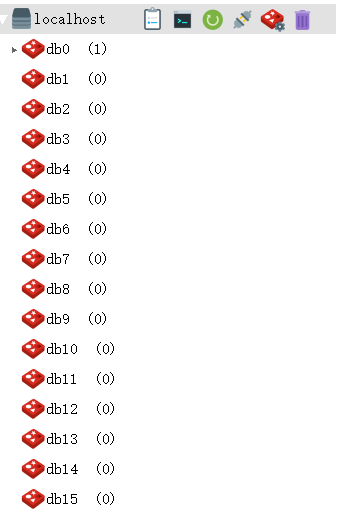 localhost
db0 (1)
db1 (0)
db2 (0)
db3 (0)
db4 (0)
db5 (0)
db6 (0)
db7 (0)
db8 (0)
db9 (0)
db10 (0)
db11 (0)
db12 (0)
db13 (0)
db14 (0)
db15 (0)